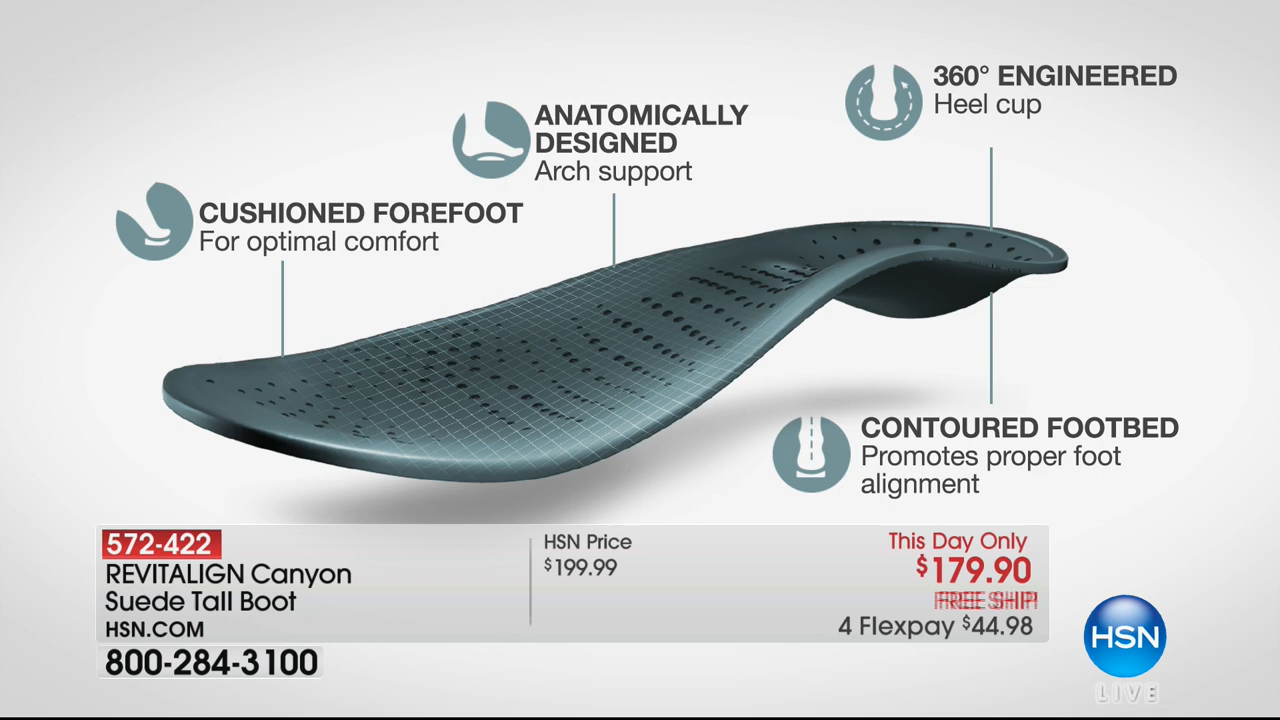 360° ENGINEERED
Heel cup
ANATOMICALLY
DESIGNED
Arch support
CUSHIONED FOREFOOT
For optimal comfort
CONTOURED FOOTBED
Promotes proper foot
alignment
572-422
REVITALIGN Canyon
Suede Tall Boot
HSN.COM
800-284-3100
HSN Price
$199.99
This Day Only
$179.90
FREE SHIP
4 Flexpay $44.98
HSN
LIVE